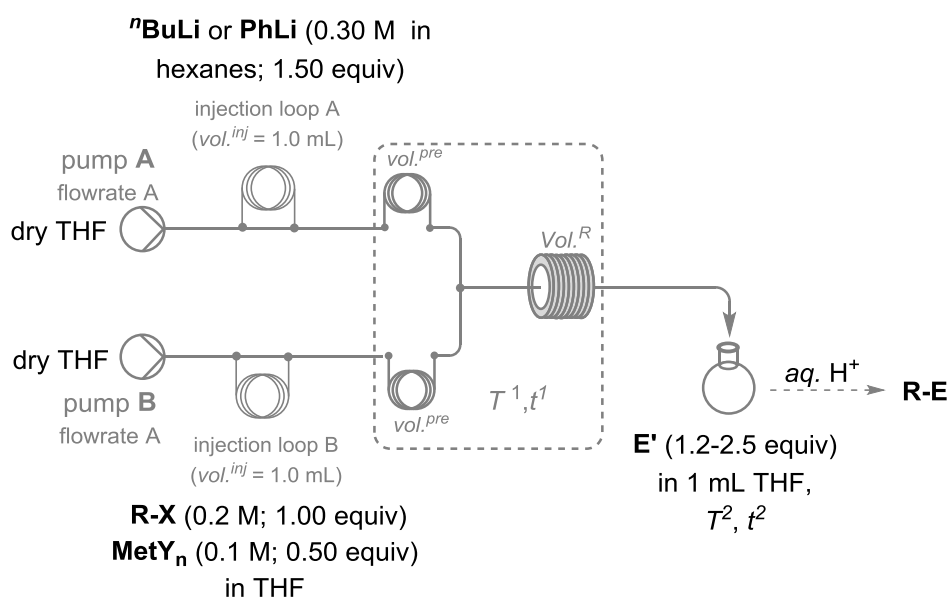 ⁿBuLi or PhLi (0.30 M in
hexanes; 1.50 equiv)
injection loop A
(vol.ⁱⁿʲ = 1.0 mL)
pump A
flowrate A
dry THF
vol.ᵖʳᵉ
Vol.ᴿ
dry THF
pump B
flowrate A
injection loop B
(vol.ⁱⁿʲ = 1.0 mL)
vol.ᵖʳᵉ
T¹,t¹
aq. H⁺
R-E
E' (1.2-2.5 equiv)
in 1 mL THF,
T², t²
R-X (0.2 M; 1.00 equiv)
MetYₙ (0.1 M; 0.50 equiv)
in THF